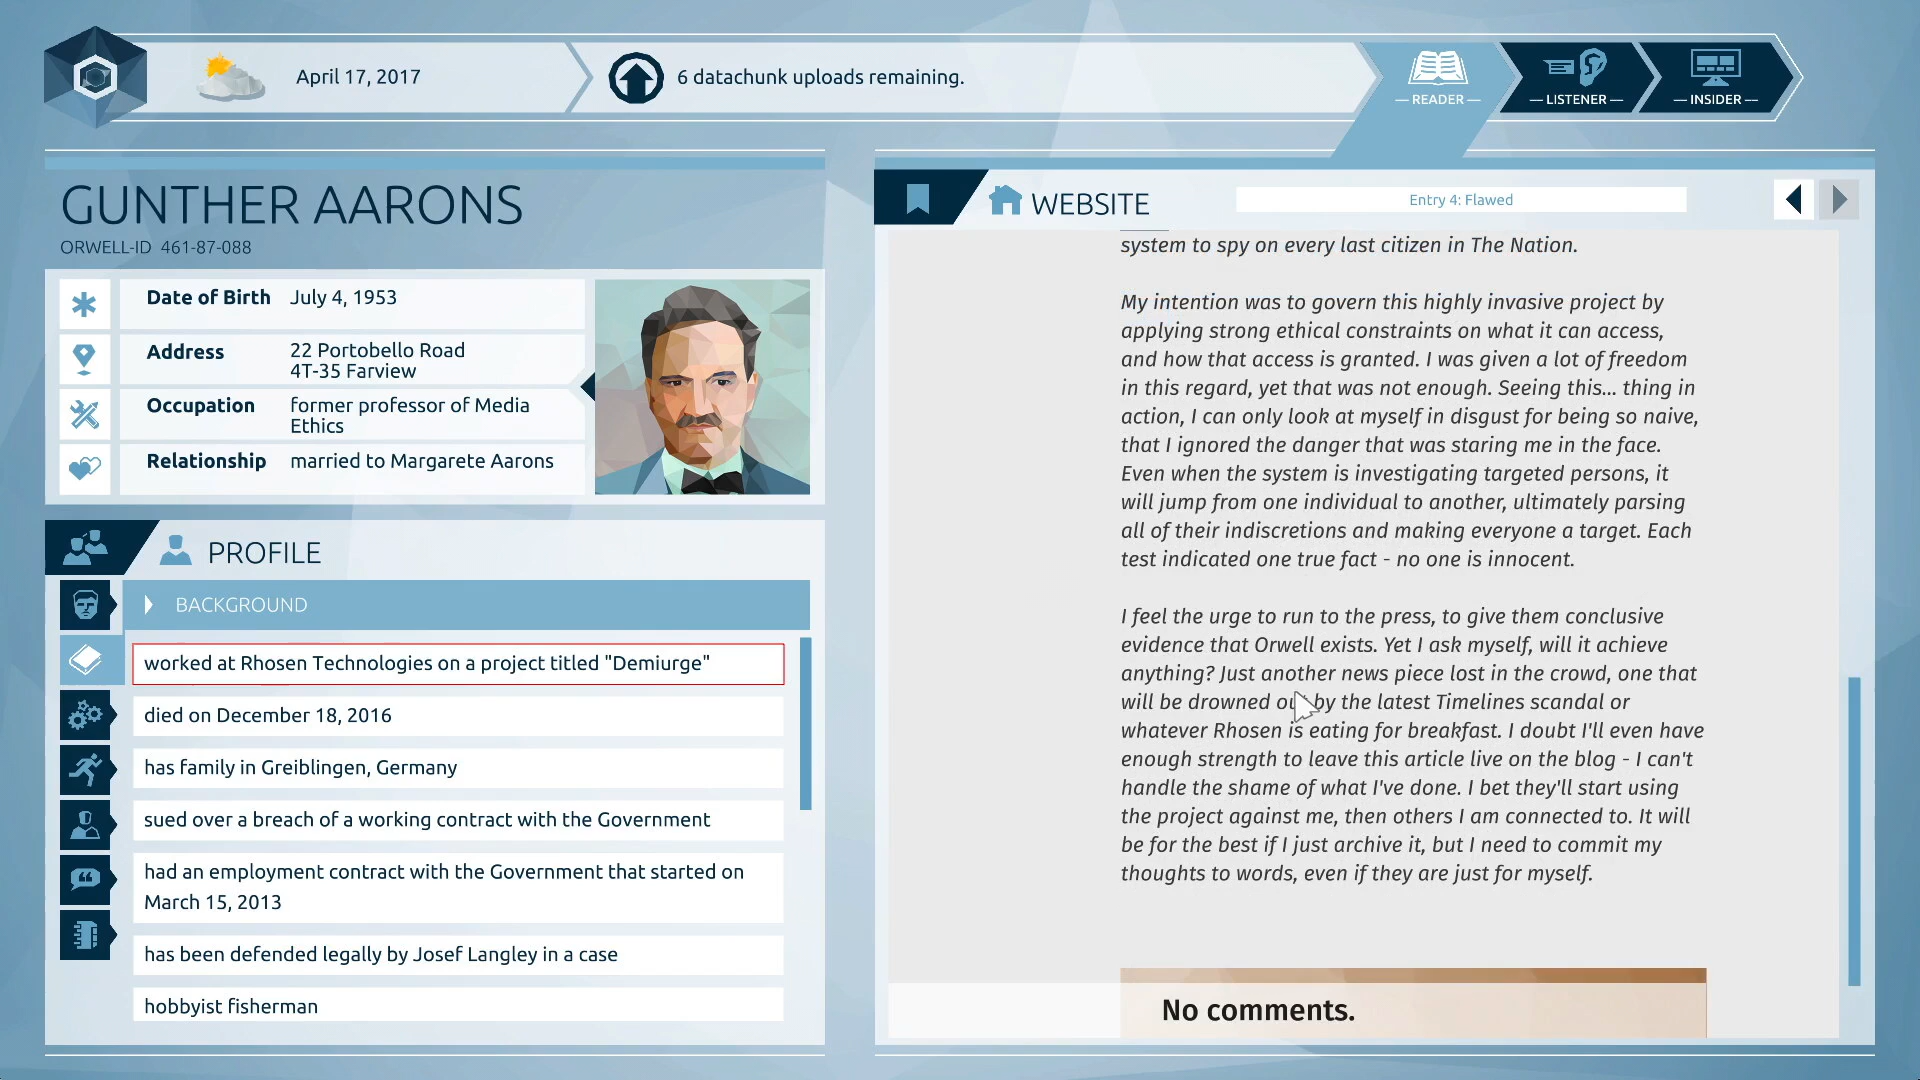 April 17, 2017
6 datachunk uploads remaining.
— READER —
— LISTENER —
— INSIDER —
GUNTHER AARONS
ORWELL-ID 461-87-088
Date of Birth July 4, 1953
Address 22 Portobello Road
4T-35 Farview
Occupation former professor of Media
Ethics
Relationship married to Margarete Aarons
PROFILE
BACKGROUND
worked at Rhosen Technologies on a project titled "Demiurge"
died on December 18, 2016
has family in Greiblingen, Germany
sued over a breach of a working contract with the Government
had an employment contract with the Government that started on
March 15, 2013
has been defended legally by Josef Langley in a case
hobbyist fisherman
WEBSITE
Entry 4: Flawed
system to spy on every last citizen in The Nation.
My intention was to govern this highly invasive project by
applying strong ethical constraints on what it can access,
and how that access is granted. I was given a lot of freedom
in this regard, yet that was not enough. Seeing this... thing in
action, I can only look at myself in disgust for being so naive,
that I ignored the danger that was staring me in the face.
Even when the system is investigating targeted persons, it
will jump from one individual to another, ultimately parsing
all of their indiscretions and making everyone a target. Each
test indicated one true fact - no one is innocent.
I feel the urge to run to the press, to give them conclusive
evidence that Orwell exists. Yet I ask myself, will it achieve
anything? Just another news piece lost in the crowd, one that
will be drowned out by the latest Timelines scandal or
whatever Rhosen is eating for breakfast. I doubt I'll even have
enough strength to leave this article live on the blog - I can't
handle the shame of what I've done. I bet they'll start using
the project against me, then others I am connected to. It will
be for the best if I just archive it, but I need to commit my
thoughts to words, even if they are just for myself.
No comments.